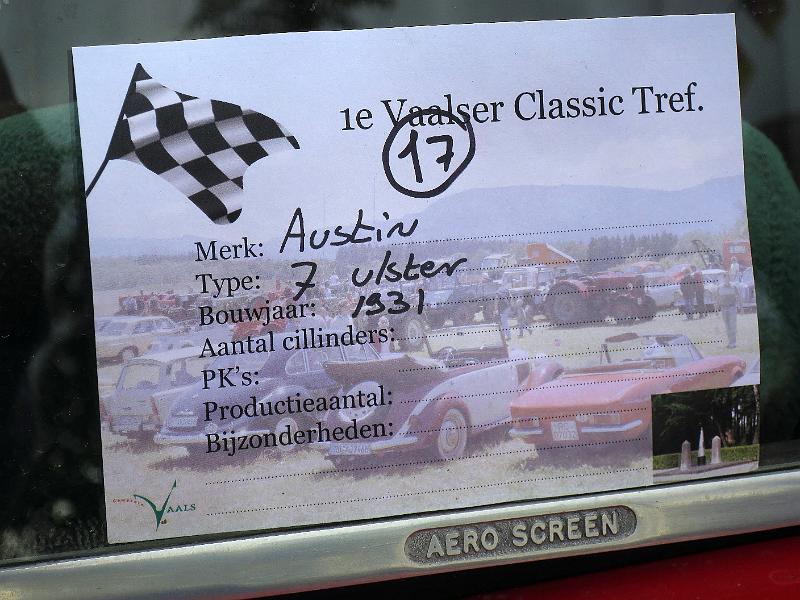 1e Vaalser Classic Tref.
17
Merk: Austin
Type: 7 ulster
Bouwjaar: 1931
Aantal cillinders:
PK's:
Productieaantal:
Bijzonderheden:
VAALS
AERO SCREEN